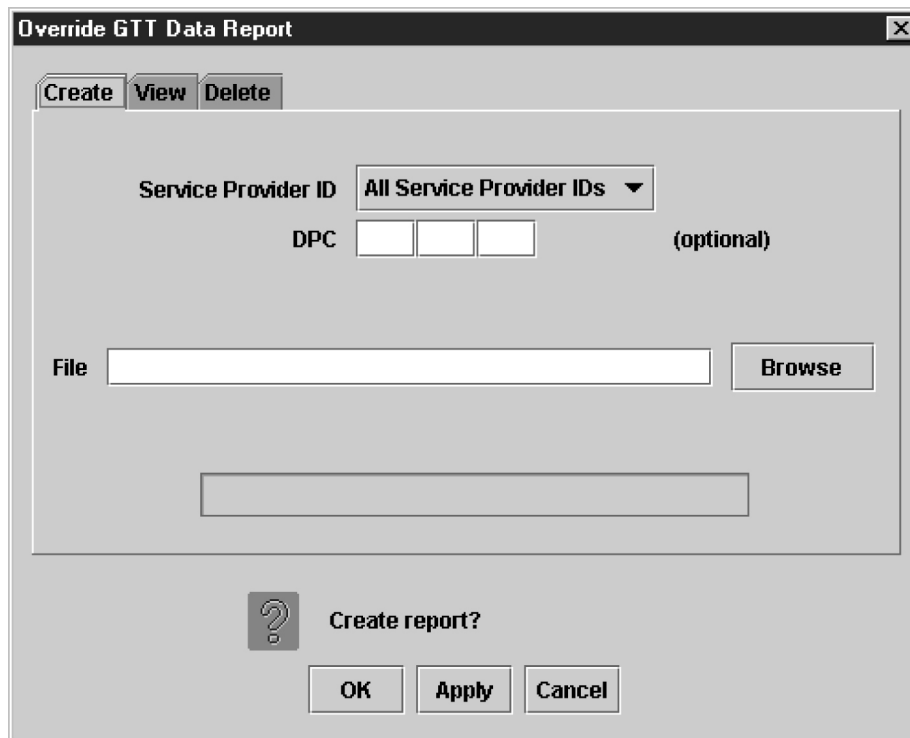 Override GTT Data Report
Create View Delete
Service Provider ID All Service Provider IDs
DPC (optional)
File Browse
Create report?
OK Apply Cancel